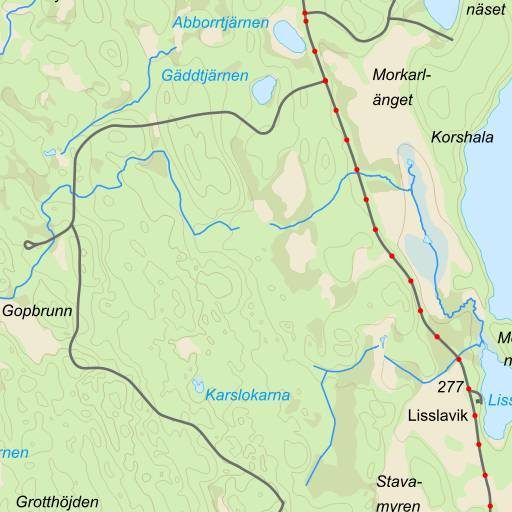 näset
Abborrtjärnen
Gäddtjärnen
Morkarl-
änget
Korshala
Gopbrunn
277
Karslokarna
Lisslavik
Grotthöjden
Stava-
myren